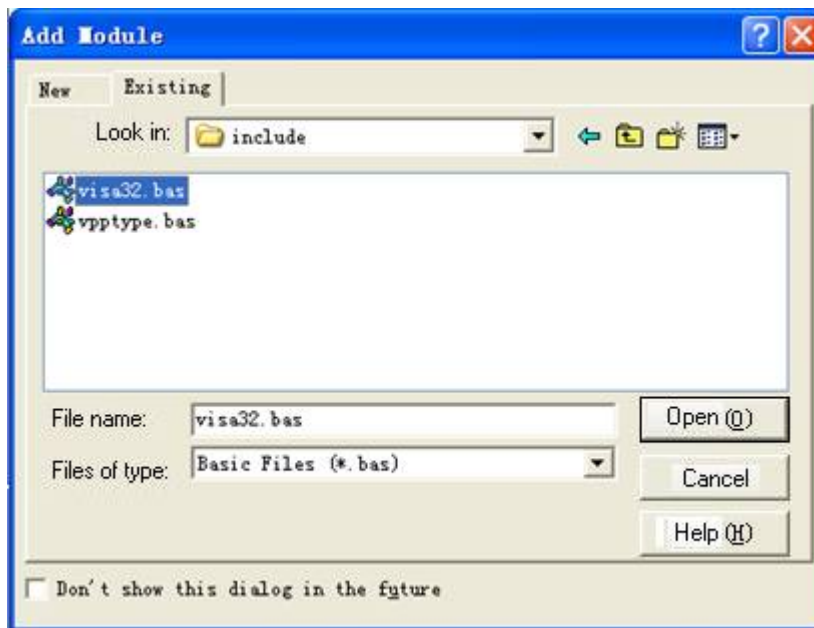 Add Module
New Existing
Look in: include
visa32.bas
vpptype.bas
File name: visa32.bas Open (O)
Files of type: Basic Files (*.bas)
Cancel
Help (H)
Don't show this dialog in the future